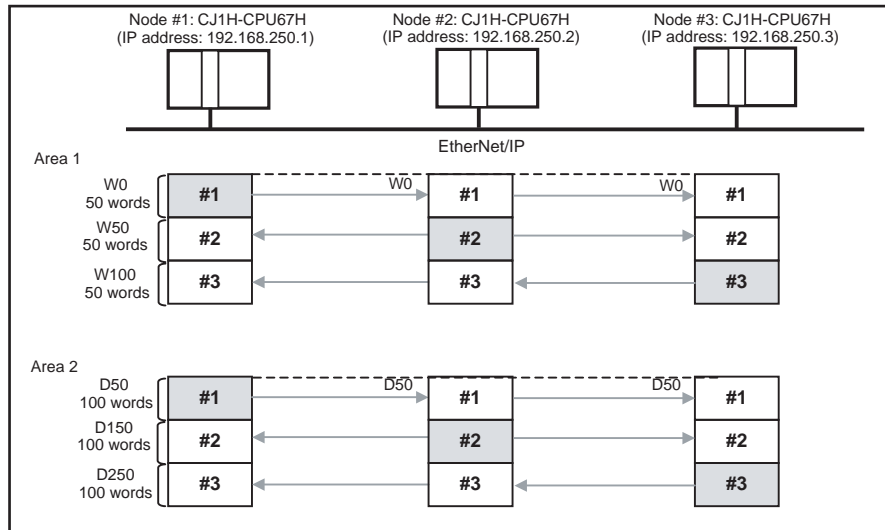 Node #1: CJ1H-CPU67H
(IP address: 192.168.250.1)
Node #2: CJ1H-CPU67H
(IP address: 192.168.250.2)
Node #3: CJ1H-CPU67H
(IP address: 192.168.250.3)
EtherNet/IP
Area 1
W0
50 words
#1
W0
#1
W0
#1
W50
50 words
#2
#2
#2
W100
50 words
#3
#3
#3
Area 2
D50
100 words
#1
D50
#1
D50
#1
D150
100 words
#2
#2
#2
D250
100 words
#3
#3
#3